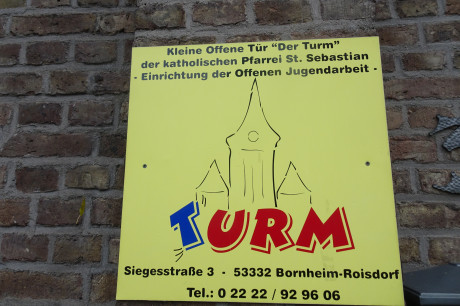 Kleine Offene Tür "Der Turm"
der katholischen Pfarrei St. Sebastian
- Einrichtung der Offenen Jugendarbeit -
TURM
Siegesstraße 3 - 53332 Bornheim-Roisdorf
Tel.: 0 22 22 / 92 96 06